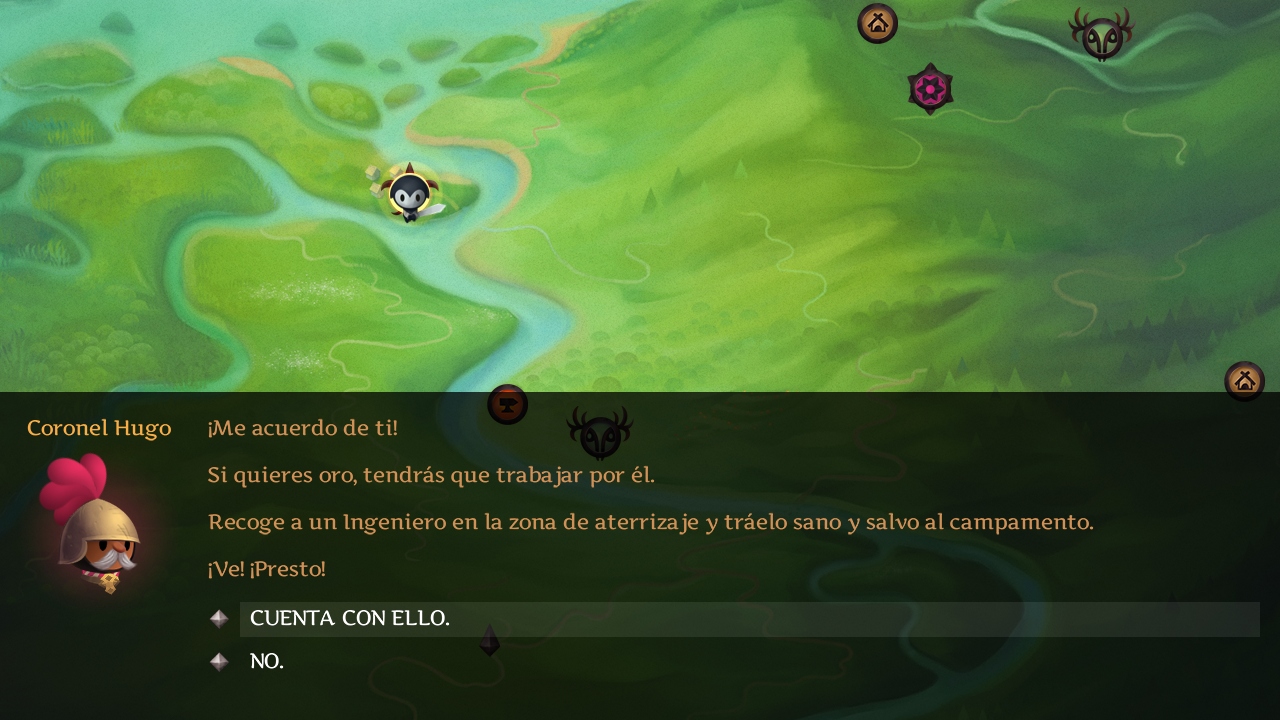 Coronel Hugo
¡Me acuerdo de ti!
Si quieres oro, tendrás que trabajar por él.
Recoge a un Ingeniero en la zona de aterrizaje y tráelo sano y salvo al campamento.
¡Ve! ¡Presto!
CUENTA CON ELLO.
NO.